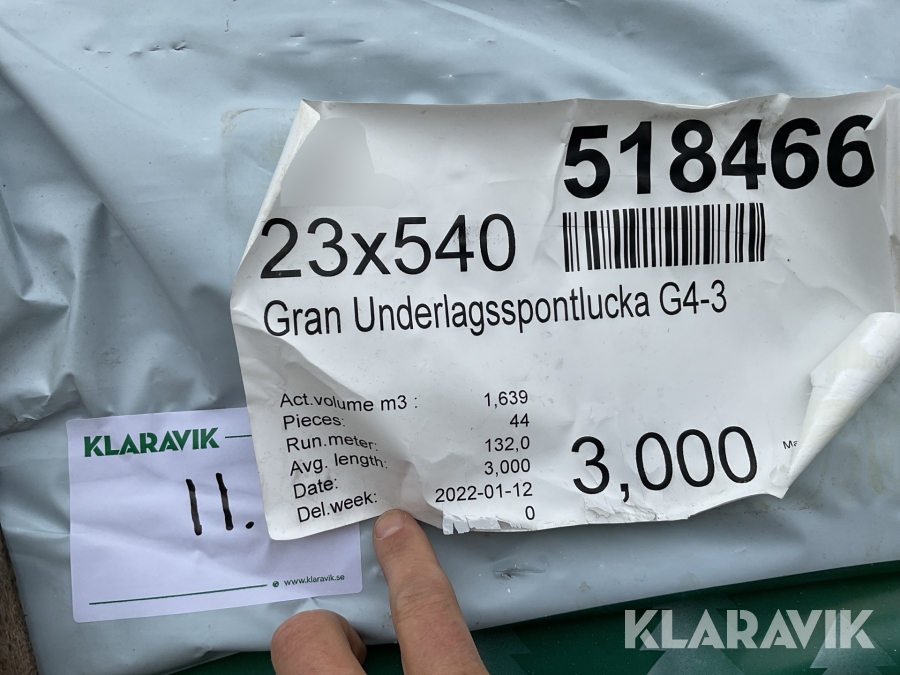 518466
23x540
Gran Underlagsspontlucka G4-3
Act.volume m3 : 1,639
Pieces: 44
Run.meter: 132,0
Avg. length: 3,000
Date: 2022-01-12
Del.week: 0
3,000
KLARAVIK
11.
www.klaravik.se
KLARAVIK